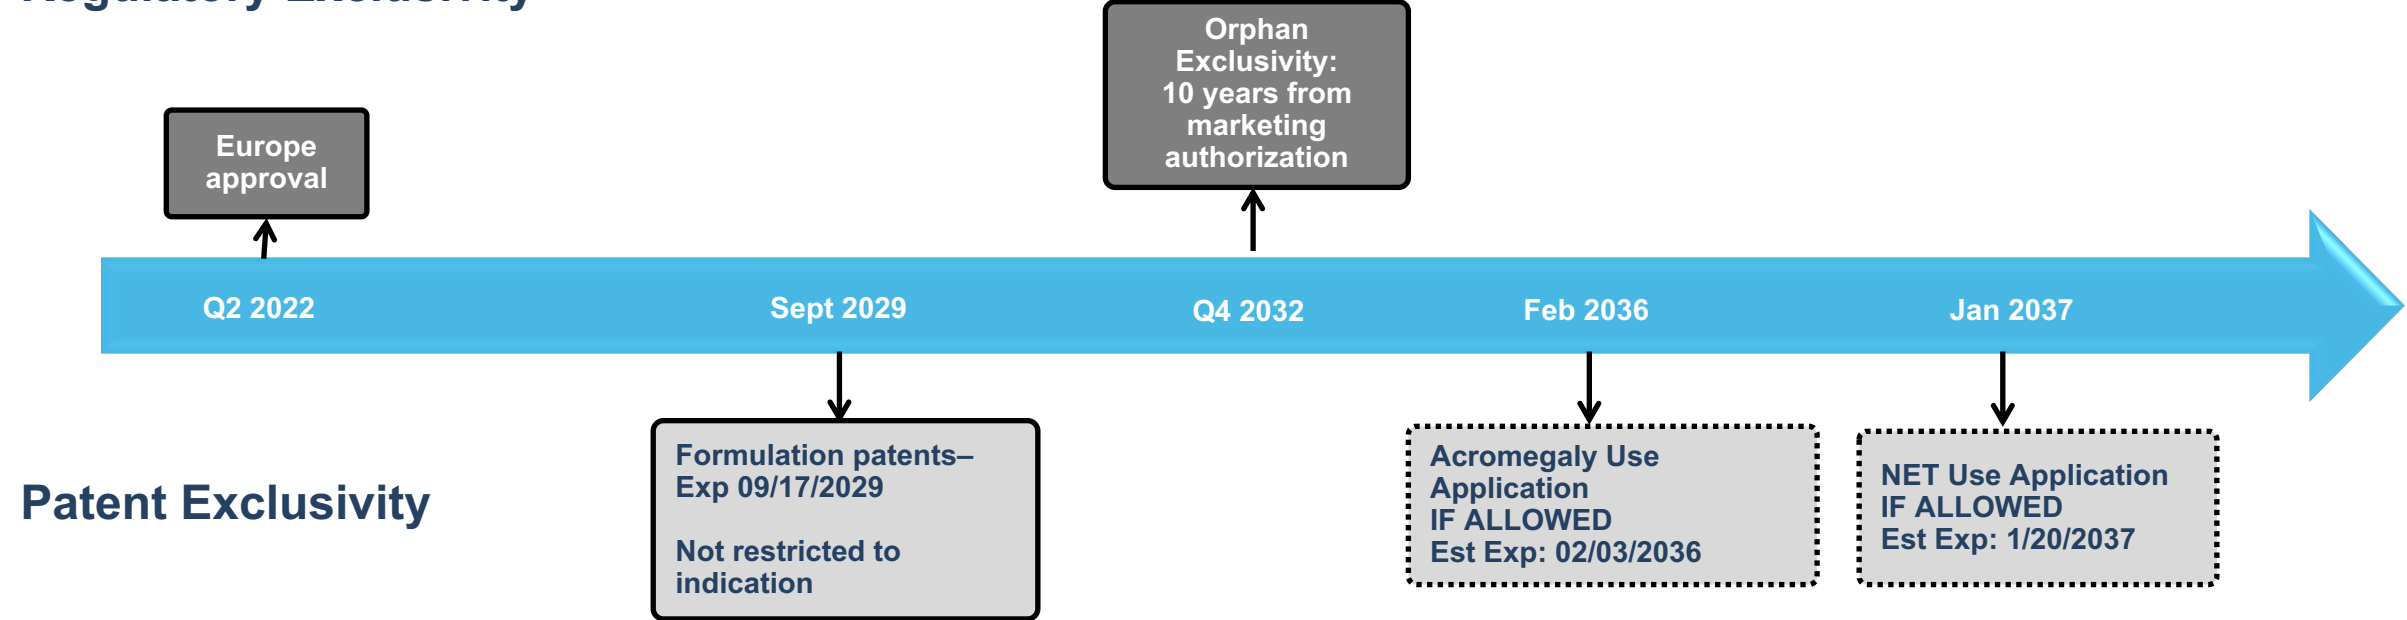 Regulatory Exclusivity
Orphan
Exclusivity:
10 years from
marketing
authorization
Europe
approval
Q2 2022
Sept 2029
Q4 2032
Feb 2036
Jan 2037
Patent Exclusivity
Formulation patents–
Exp 09/17/2029
Not restricted to
indication
Acromegaly Use
Application
IF ALLOWED
Est Exp: 02/03/2036
NET Use Application
IF ALLOWED
Est Exp: 1/20/2037